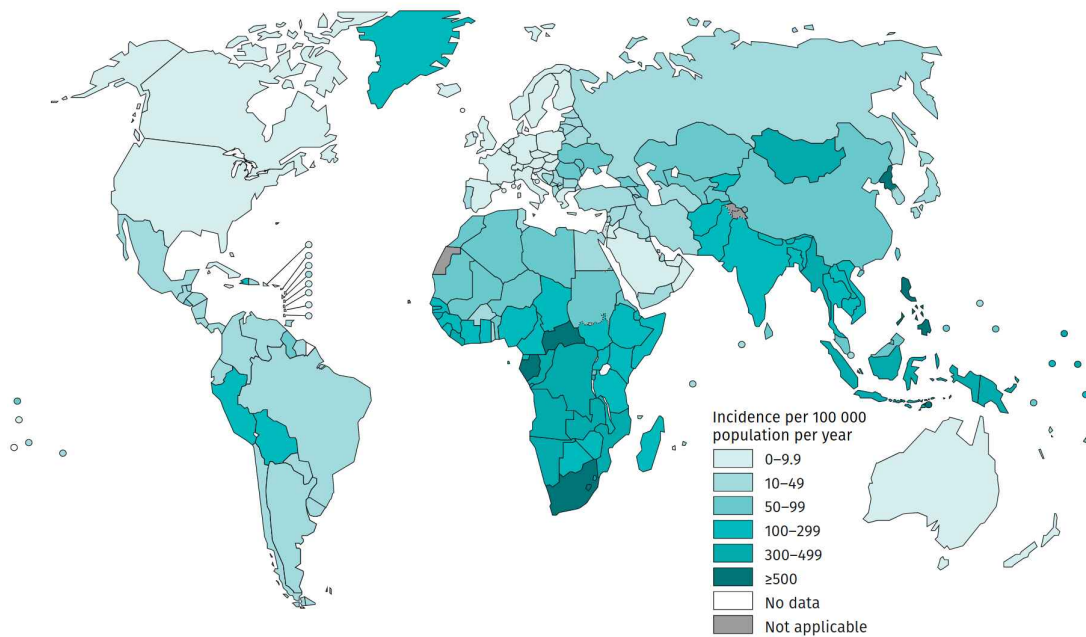 Incidence per 100 000
population per year
0–9.9
10–49
50–99
100–299
300–499
≥500
No data
Not applicable